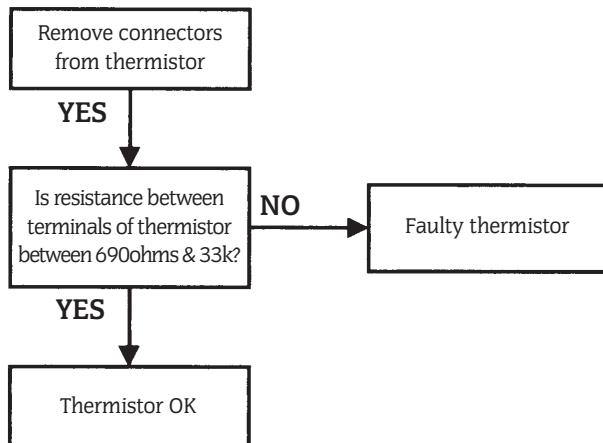 Remove connectors
from thermistor
YES
Is resistance between
terminals of thermistor
between 690ohms & 33k?
NO
Faulty thermistor
YES
Thermistor OK